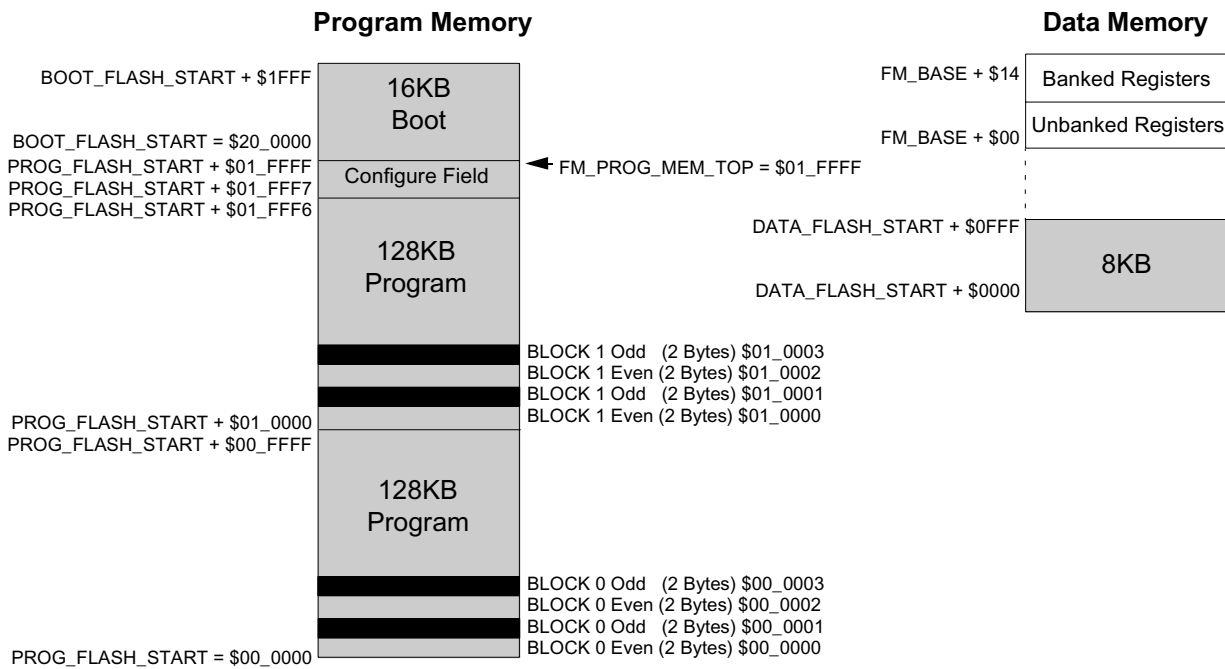 Program Memory
Data Memory
BOOT_FLASH_START + $1FFF
16KB
Boot
BOOT_FLASH_START = $20_0000
PROG_FLASH_START + $01_FFFF
FM_PROG_MEM_TOP = $01_FFFF
Configure Field
PROG_FLASH_START + $01_FFF7
PROG_FLASH_START + $01_FFF6
128KB
Program
BLOCK 1 Odd (2 Bytes) $01_0003
BLOCK 1 Even (2 Bytes) $01_0002
BLOCK 1 Odd (2 Bytes) $01_0001
BLOCK 1 Even (2 Bytes) $01_0000
PROG_FLASH_START + $01_0000
PROG_FLASH_START + $00_FFFF
128KB
Program
BLOCK 0 Odd (2 Bytes) $00_0003
BLOCK 0 Even (2 Bytes) $00_0002
BLOCK 0 Odd (2 Bytes) $00_0001
BLOCK 0 Even (2 Bytes) $00_0000
PROG_FLASH_START = $00_0000
FM_BASE + $14
Banked Registers
Unbanked Registers
FM_BASE + $00
DATA_FLASH_START + $0FFF
8KB
DATA_FLASH_START + $0000